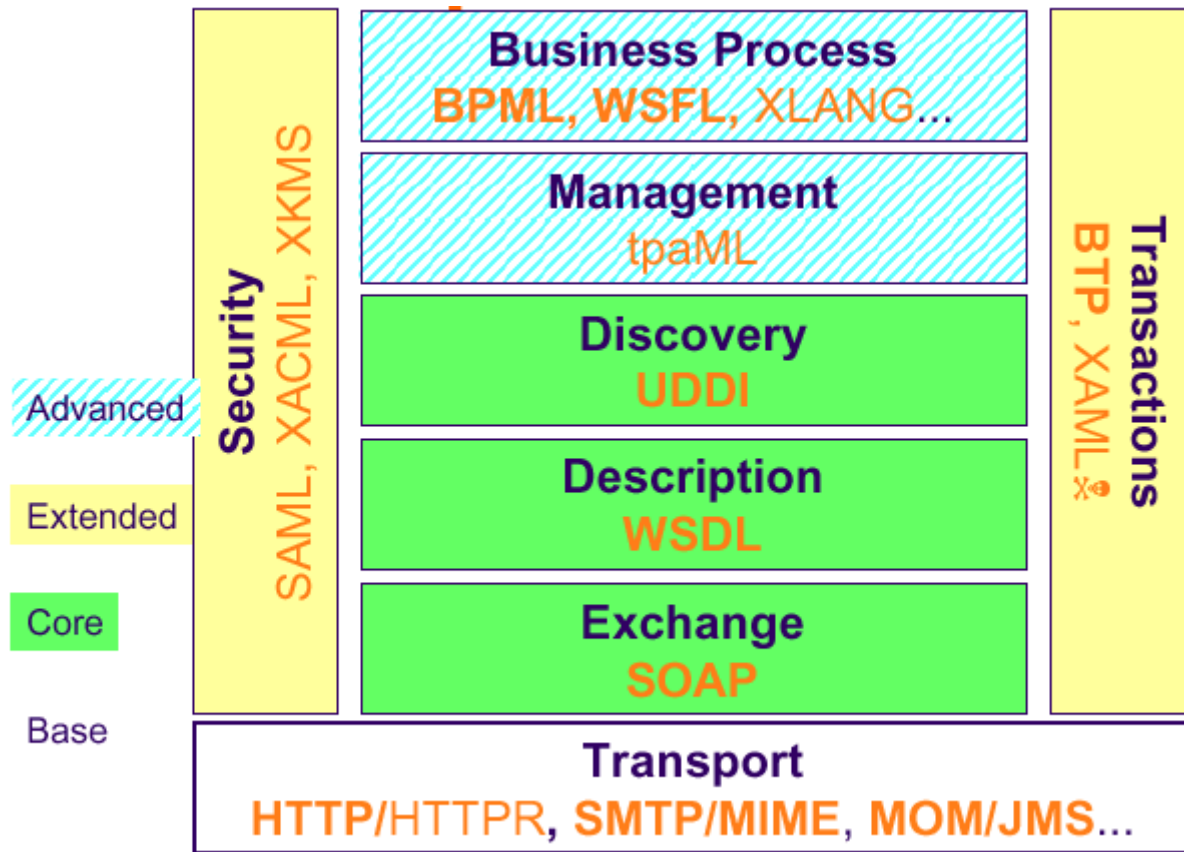 Business Process
BPML, WSFL, XLANG...
Management
tpaML
Discovery
UDDI
Description
WSDL
Exchange
SOAP
Security
SAML, XACML, XKMS
Transactions
BTP, XAML☠
Transport
HTTP/HTTPR, SMTP/MIME, MOM/JMS...
Advanced
Extended
Core
Base